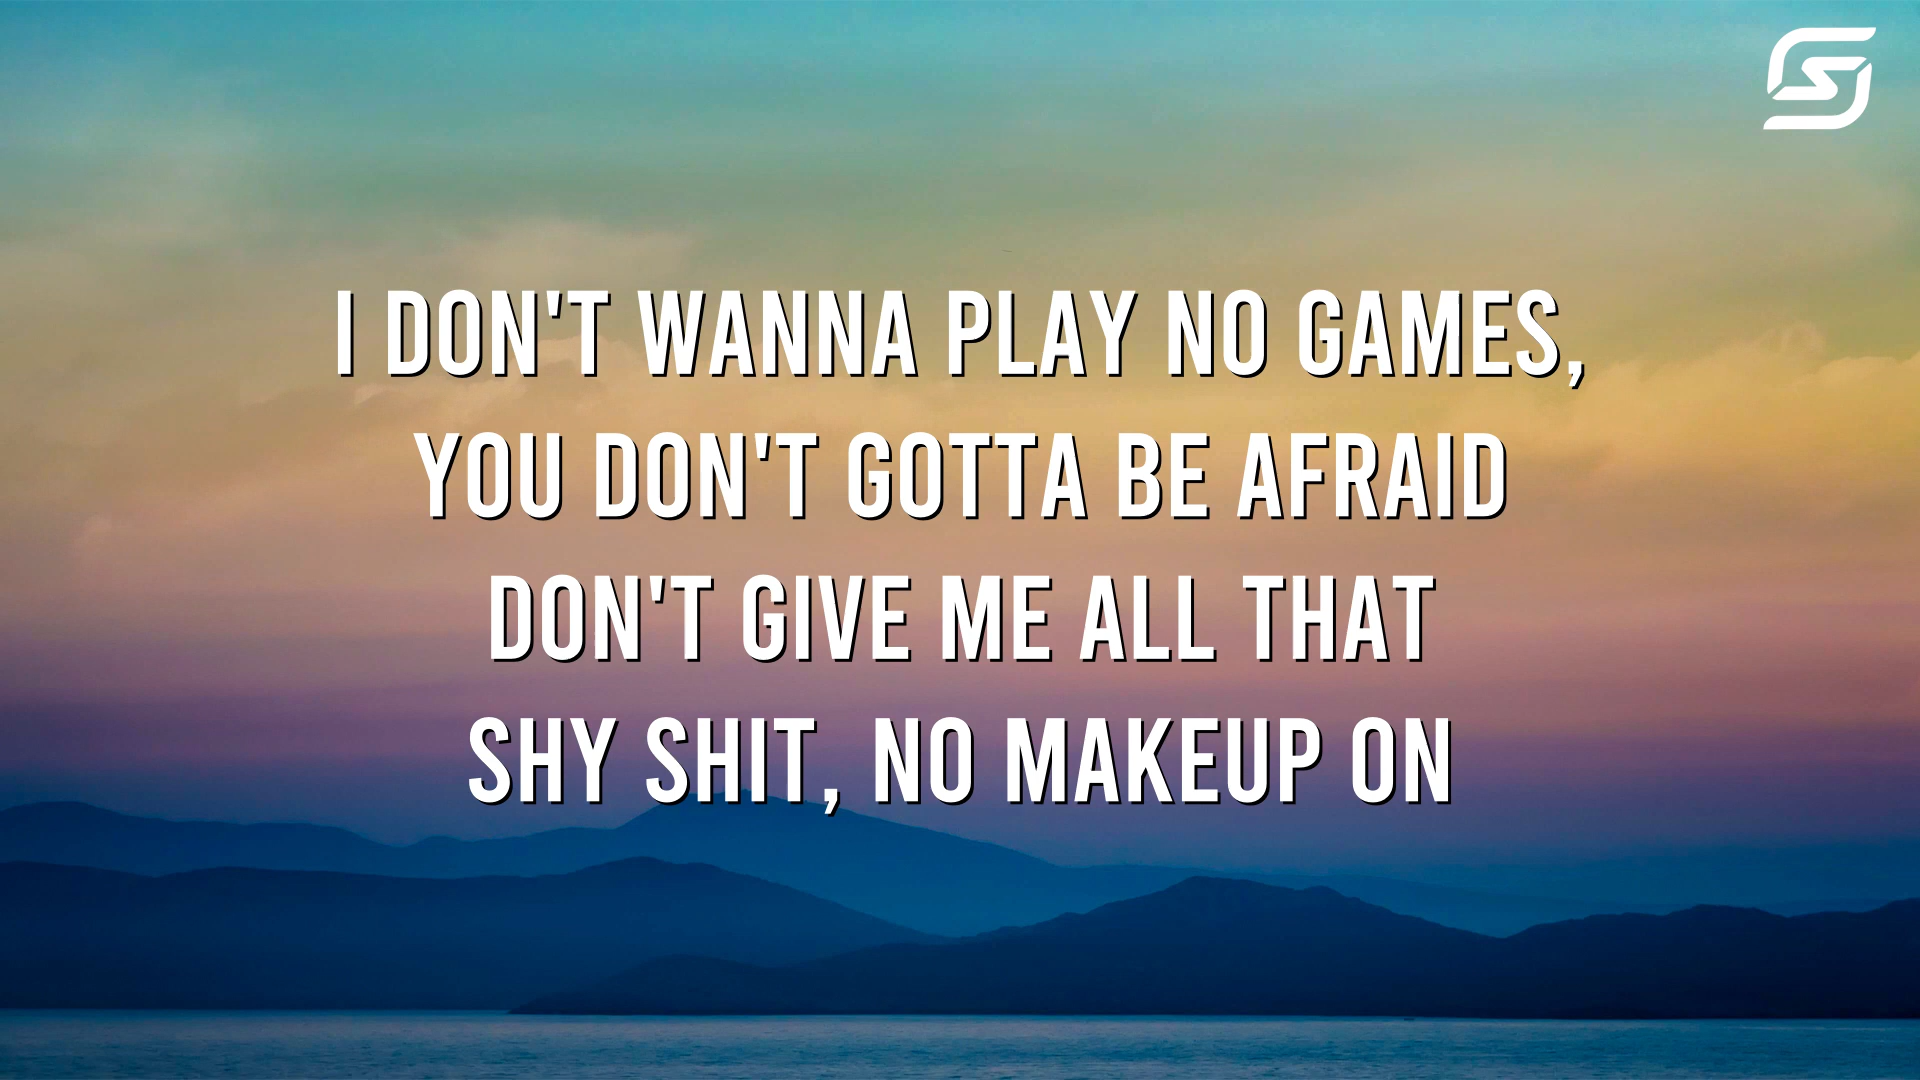 I DON'T WANNA PLAY NO GAMES,
YOU DON'T GOTTA BE AFRAID
DON'T GIVE ME ALL THAT
SHY SHIT, NO MAKEUP ON